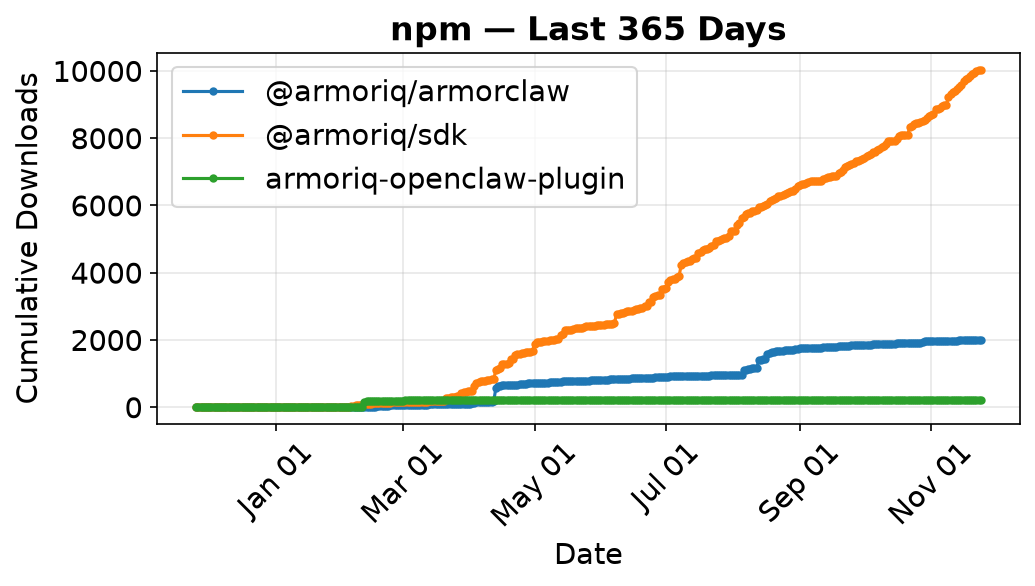 npm — Last 365 Days
Cumulative Downloads
10000
8000
6000
4000
2000
0
@armoriq/armorclaw
@armoriq/sdk
armoriq-openclaw-plugin
Jan 01
Mar 01
May 01
Jul 01
Sep 01
Nov 01
Date